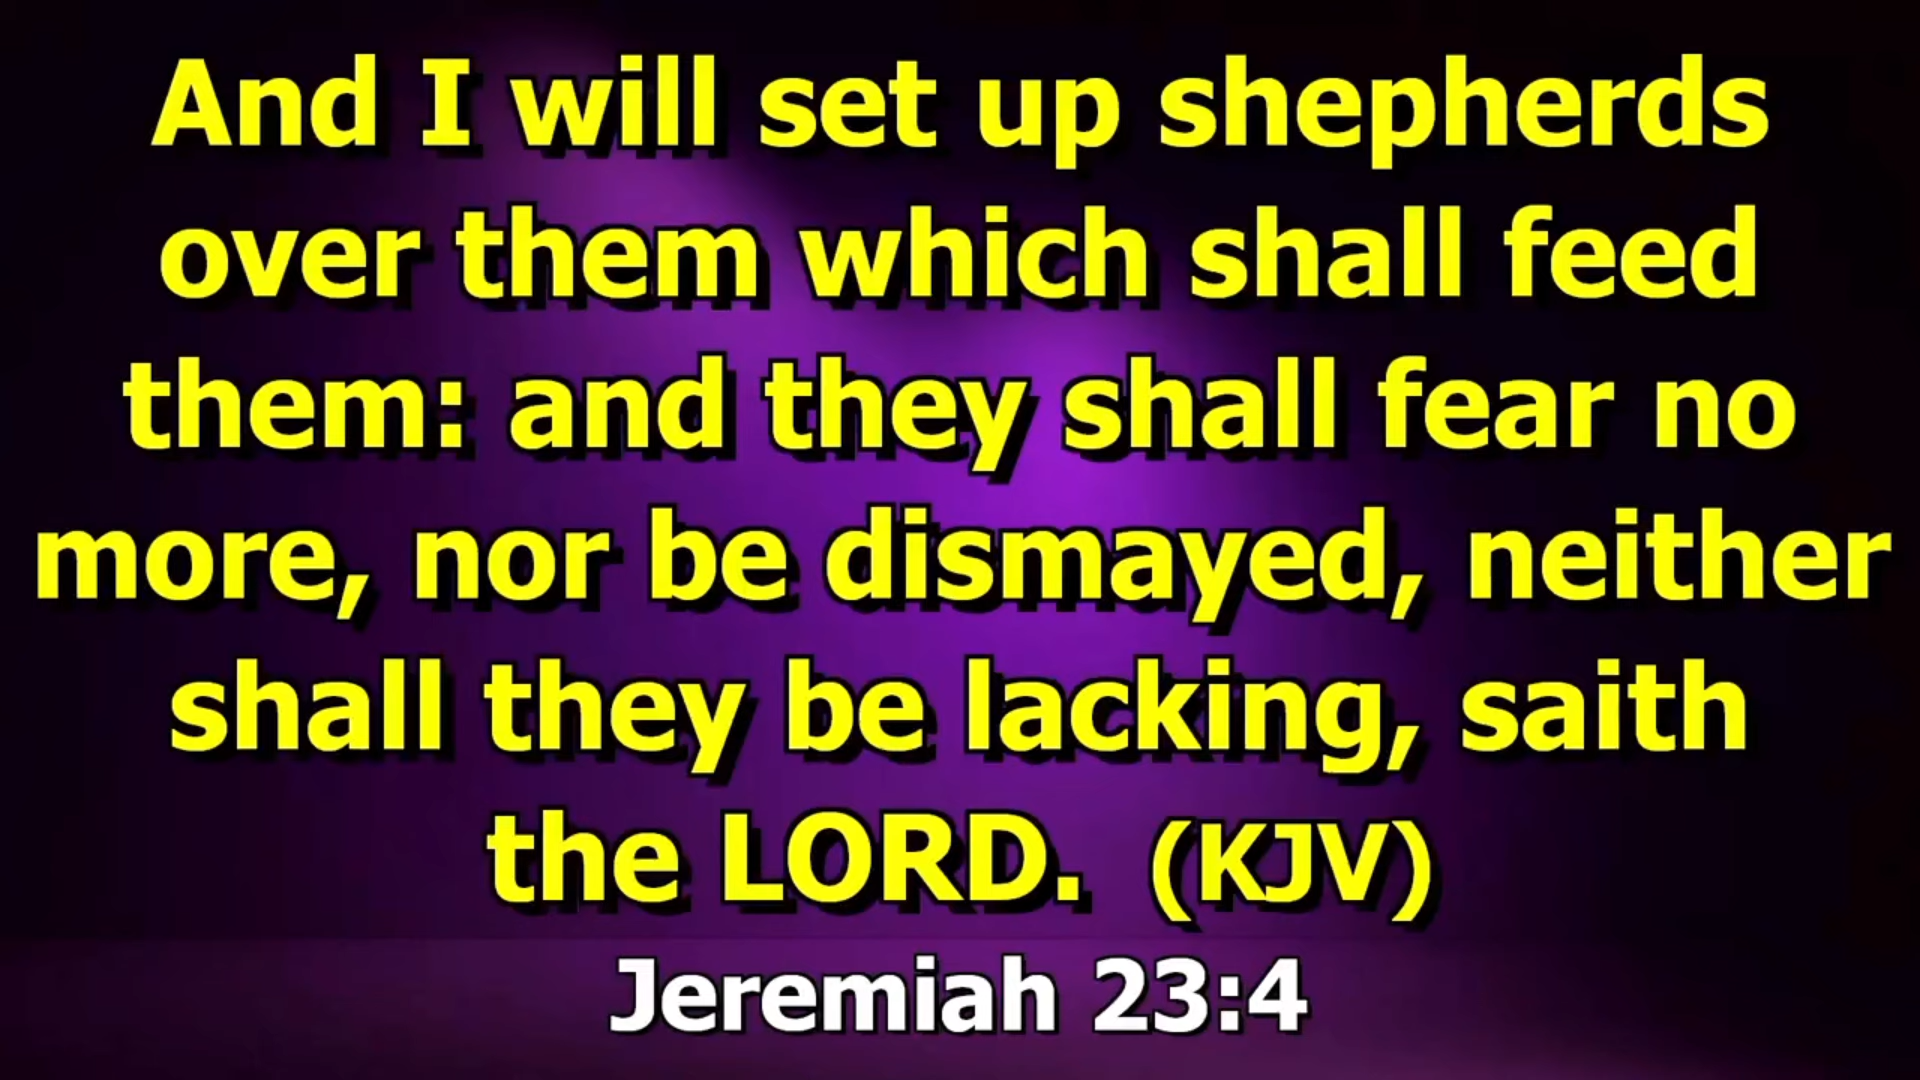 And I will set up shepherds
over them which shall feed
them: and they shall fear no
more, nor be dismayed, neither
shall they be lacking, saith
the LORD.  (KJV)
Jeremiah 23:4